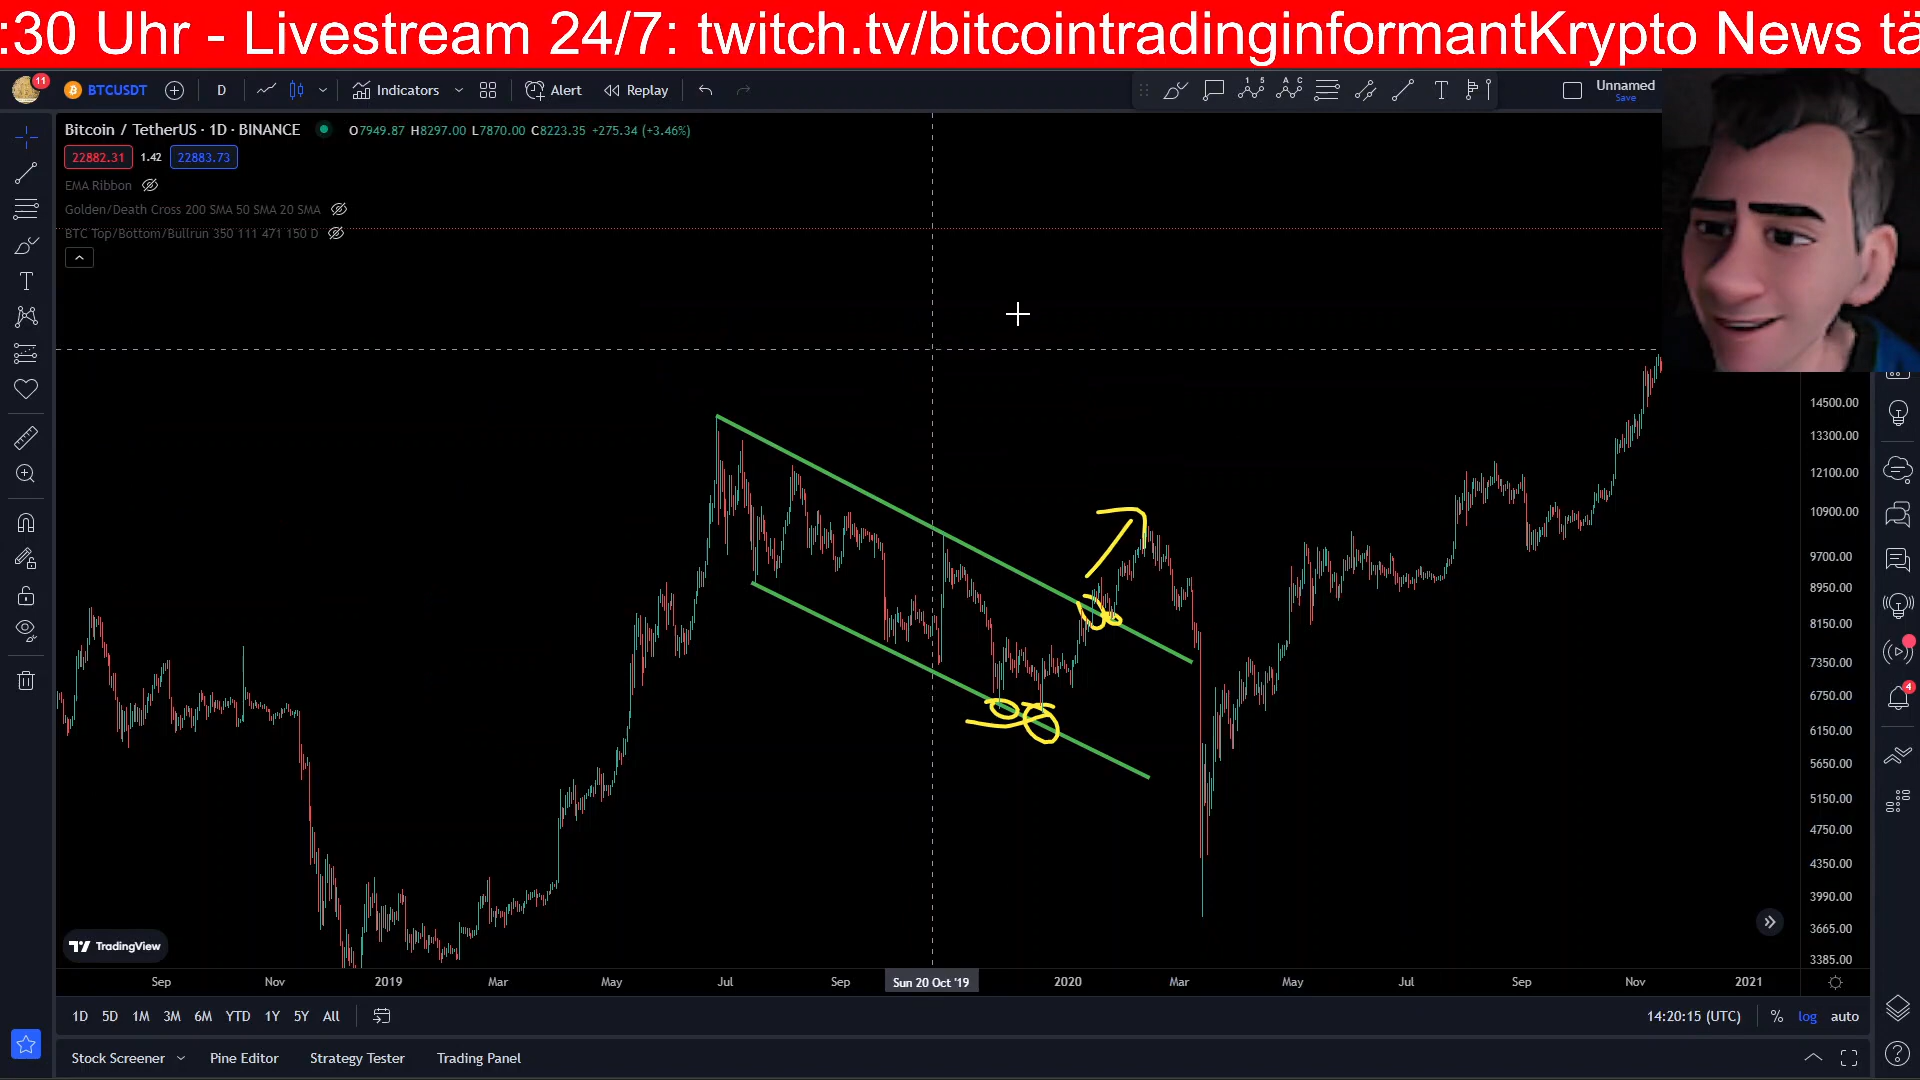 :30 Uhr - Livestream 24/7: twitch.tv/bitcointradinginformantKrypto News tä
11
BTCUSDT
D
Indicators
Alert
Replay
Unnamed
Save
Bitcoin / TetherUS · 1D · BINANCE O7949.87 H8297.00 L7870.00 C8223.35 +275.34 (+3.46%)
22882.31 1.42 22883.73
EMA Ribbon
Golden/Death Cross 200 SMA 50 SMA 20 SMA
BTC Top/Bottom/Bullrun 350 111 471 150 D
14500.00
13300.00
12100.00
10900.00
9700.00
8950.00
8150.00
7350.00
6750.00
6150.00
5650.00
5150.00
4750.00
4350.00
3990.00
3665.00
3385.00
4
TradingView
Sep Nov 2019 Mar May Jul Sep Sun 20 Oct '19 2020 Mar May Jul Sep Nov 2021
1D 5D 1M 3M 6M YTD 1Y 5Y All
14:20:15 (UTC) % log auto
Stock Screener Pine Editor Strategy Tester Trading Panel